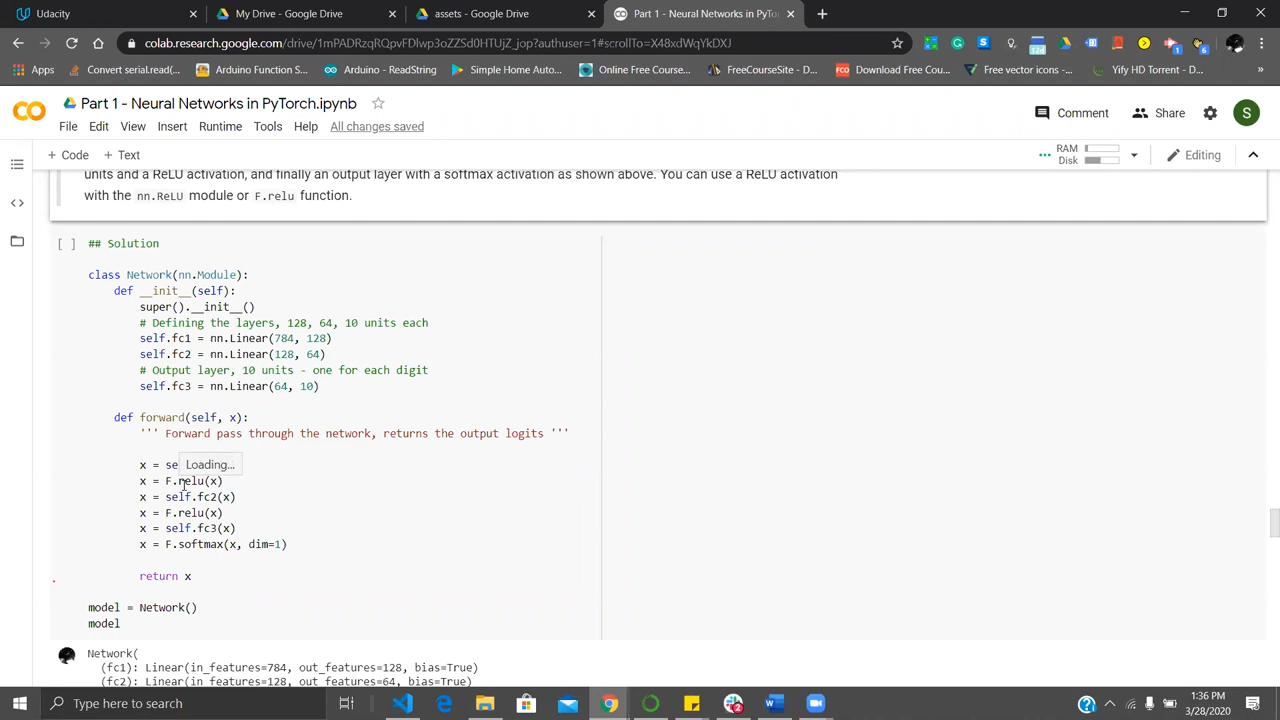 Udacity
My Drive - Google Drive
assets - Google Drive
Part 1 - Neural Networks in PyTor
colab.research.google.com/drive/1mPADRzqRQpvFDlwp3oZZSd0HTUjZ_jop?authuser=1#scrollTo=X48xdWqYkDXJ
Apps
Convert serial.read(...
Arduino Function S...
Arduino - ReadString
Simple Home Auto...
Online Free Course...
FreeCourseSite - Do...
Download Free Cou...
Free vector icons -...
Yify HD Torrent - D...
Part 1 - Neural Networks in PyTorch.ipynb
Comment
Share
S
File Edit View Insert Runtime Tools Help All changes saved
+ Code + Text
RAM
Disk
Editing
units and a ReLU activation, and finally an output layer with a softmax activation as shown above. You can use a ReLU activation
with the nn.ReLU module or F.relu function.
[ ] ## Solution
class Network(nn.Module):
def __init__(self):
super().__init__()
# Defining the layers, 128, 64, 10 units each
self.fc1 = nn.Linear(784, 128)
self.fc2 = nn.Linear(128, 64)
# Output layer, 10 units - one for each digit
self.fc3 = nn.Linear(64, 10)
def forward(self, x):
''' Forward pass through the network, returns the output logits '''
x = se Loading...
x = F.relu(x)
x = self.fc2(x)
x = F.relu(x)
x = self.fc3(x)
x = F.softmax(x, dim=1)
return x
model = Network()
model
Network(
(fc1): Linear(in_features=784, out_features=128, bias=True)
(fc2): Linear(in_features=128, out_features=64, bias=True)
Type here to search
1:36 PM
3/28/2020